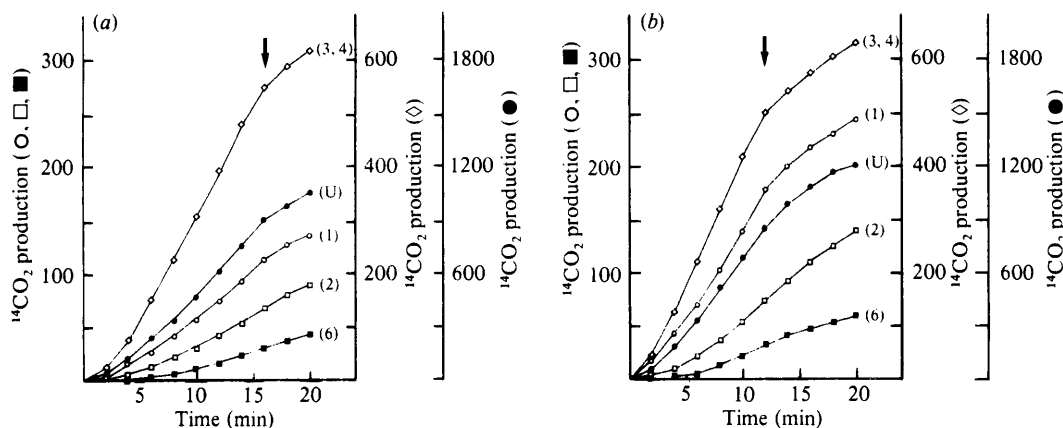 (a)
¹⁴CO₂ production (○, □, ■)
300
200
100
(3, 4)
(U)
(1)
(2)
(6)
5
10
15
20
Time (min)
600
400
200
¹⁴CO₂ production (◇)
1800
1200
600
¹⁴CO₂ production (●)
(b)
¹⁴CO₂ production (○, □, ■)
300
200
100
(3, 4)
(1)
(U)
(2)
(6)
5
10
15
20
Time (min)
600
400
200
¹⁴CO₂ production (◇)
1800
1200
600
¹⁴CO₂ production (●)